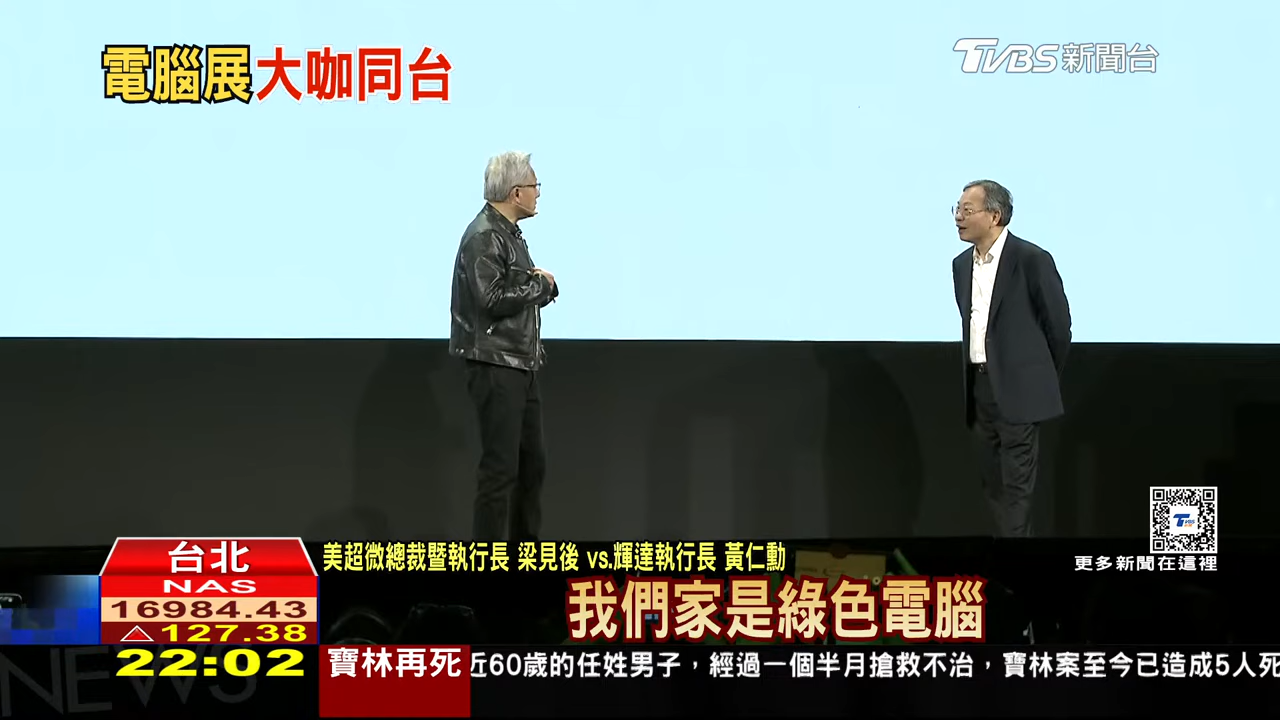 電腦展大咖同台
TVBS新聞台
TVBS
更多新聞在這裡
台北
NAS
16984.43
127.38
22:02
美超微總裁暨執行長 梁見後 vs.輝達執行長 黃仁勳
我們家是綠色電腦
NEWS
寶林再死
近60歲的任姓男子，經過一個半月搶救不治，寶林案至今已造成5人死